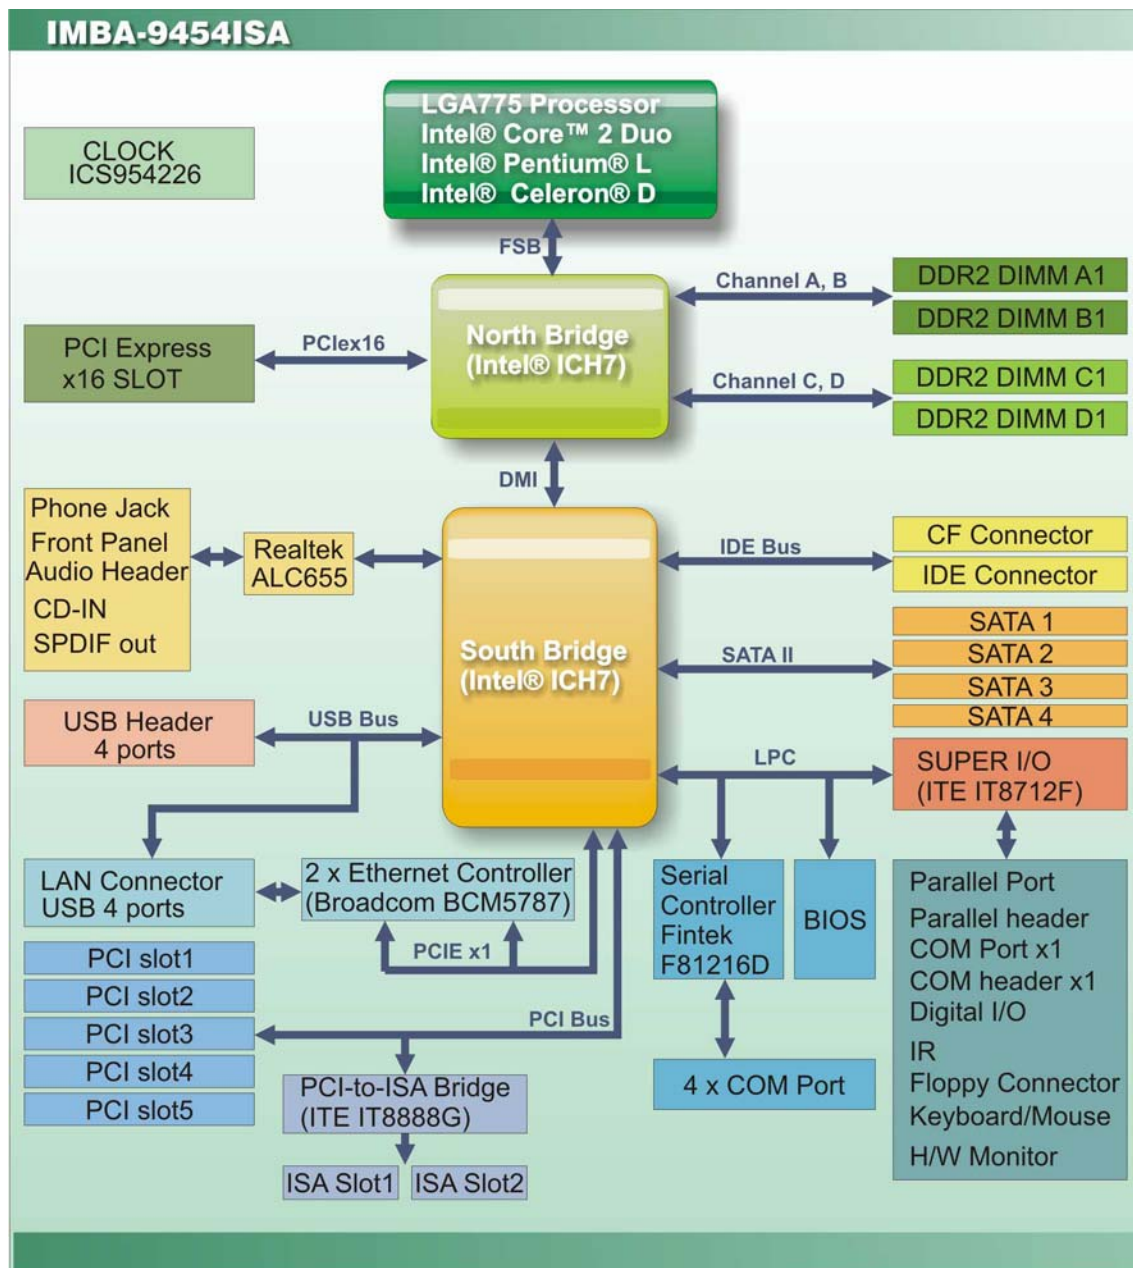 IMBA-9454ISA
LGA775 Processor
Intel® Core™ 2 Duo
Intel® Pentium® L
Intel® Celeron® D
CLOCK
ICS954226
FSB
Channel A, B
DDR2 DIMM A1
DDR2 DIMM B1
North Bridge
(Intel® ICH7)
PCI Express
x16 SLOT
PCIex16
Channel C, D
DDR2 DIMM C1
DDR2 DIMM D1
DMI
Phone Jack
Front Panel
Audio Header
CD-IN
SPDIF out
Realtek
ALC655
IDE Bus
CF Connector
IDE Connector
South Bridge
(Intel® ICH7)
SATA II
SATA 1
SATA 2
SATA 3
SATA 4
USB Header
4 ports
USB Bus
LPC
SUPER I/O
(ITE IT8712F)
LAN Connector
USB 4 ports
2 x Ethernet Controller
(Broadcom BCM5787)
PCIE x1
Serial
Controller
Fintek
F81216D
BIOS
Parallel Port
Parallel header
COM Port x1
COM header x1
Digital I/O
IR
Floppy Connector
Keyboard/Mouse
H/W Monitor
PCI slot1
PCI slot2
PCI slot3
PCI slot4
PCI slot5
PCI Bus
PCI-to-ISA Bridge
(ITE IT8888G)
4 x COM Port
ISA Slot1
ISA Slot2